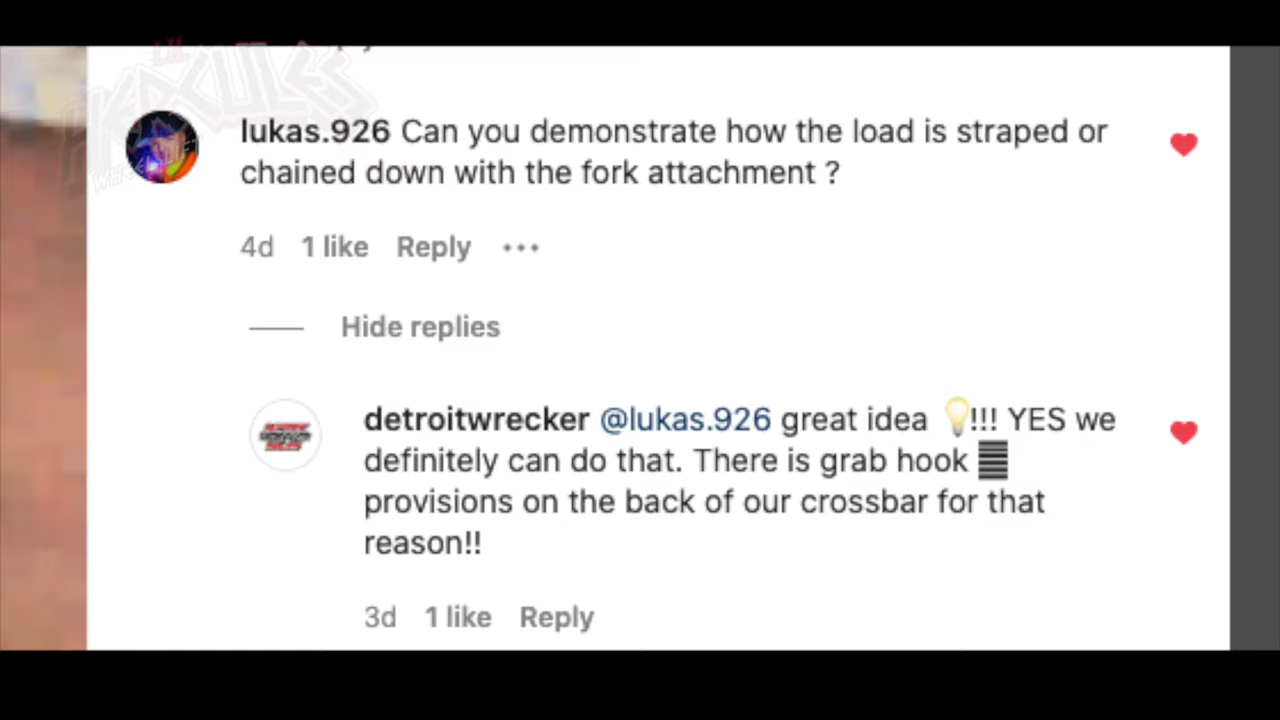 lukas.926 Can you demonstrate how the load is straped or
chained down with the fork attachment ?
4d 1 like Reply •••
Hide replies
detroitwrecker @lukas.926 great idea 💡!!! YES we
definitely can do that. There is grab hook
provisions on the back of our crossbar for that
reason!!
3d 1 like Reply